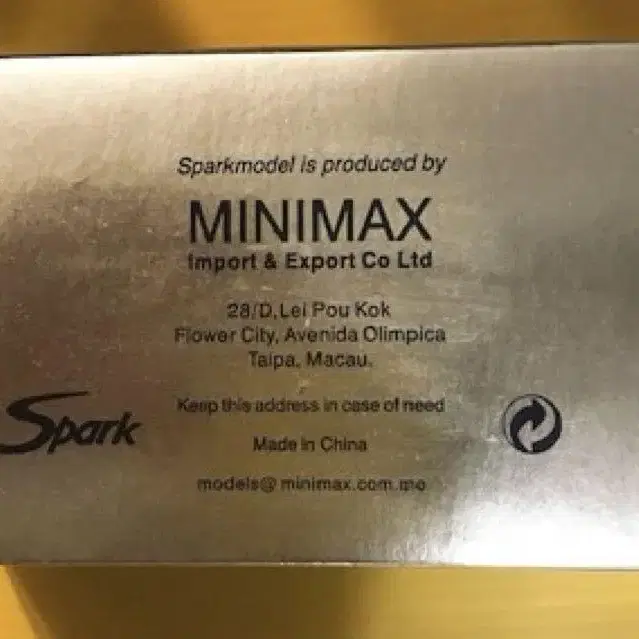 Sparkmodel is produced by
MINIMAX
Import & Export Co Ltd
28/D, Lei Pou Kok
Flower City, Avenida Olimpica
Taipa, Macau.
Spark
Keep this address in case of need
Made in China
models@minimax.com.mo